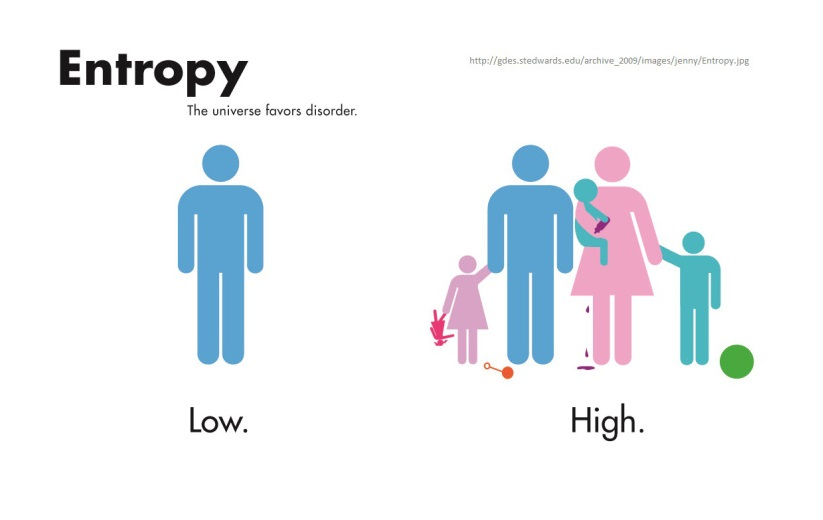 Entropy
http://gdes.stedwards.edu/archive_2009/images/jenny/Entropy.jpg
The universe favors disorder.
Low.
High.